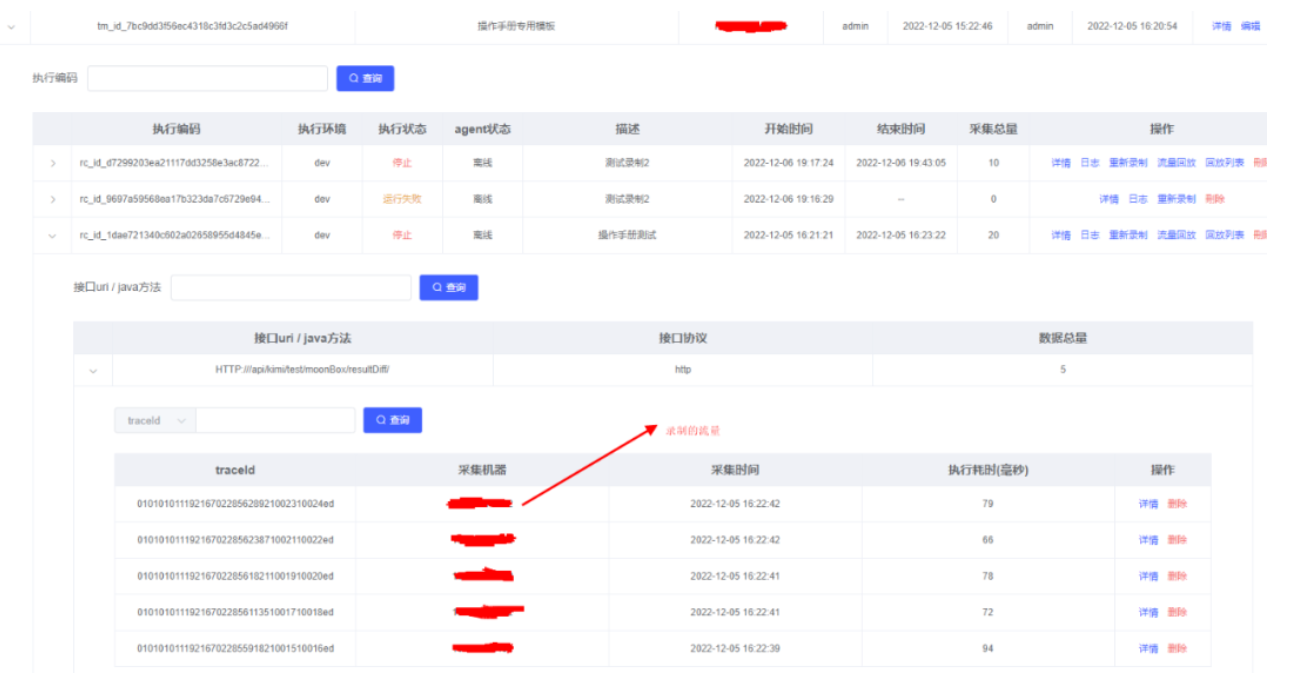 tm_id_7bc9dd3f56ec4318c3fd3c2c5ad4966f 操作手册专用模板 admin 2022-12-05 15:22:46 admin 2022-12-05 16:20:54 详情 编辑
执行编码 查询
执行编码 执行环境 执行状态 agent状态 描述 开始时间 结束时间 采集总量 操作
rc_id_d7299203ea21117dd3258e3ac8722... dev 停止 离线 测试录制2 2022-12-06 19:17:24 2022-12-06 19:43:05 10 详情 日志 重新录制 流量回放 回放列表 删除
rc_id_9697a59568ea17b323da7c6729e94... dev 运行失败 离线 测试录制2 2022-12-06 19:16:29 -- 0 详情 日志 重新录制 删除
rc_id_1dae721340c602a02658955d4845e... dev 停止 离线 操作手册测试 2022-12-05 16:21:21 2022-12-05 16:23:22 20 详情 日志 重新录制 流量回放 回放列表 删除
接口uri / java方法 查询
接口uri / java方法 接口协议 数据总量
HTTP:///api/kimi/test/moonBox/resultDiff/ http 5
traceId 查询
录制的流量
traceId 采集机器 采集时间 执行耗时(毫秒) 操作
010101011192167022856289210023100​24ed 2022-12-05 16:22:42 79 详情 删除
01010101119216702285623871002110022ed 2022-12-05 16:22:42 66 详情 删除
01010101119216702285618211001910020ed 2022-12-05 16:22:41 78 详情 删除
01010101119216702285611351001710018ed 2022-12-05 16:22:41 72 详情 删除
01010101119216702285591821001510016ed 2022-12-05 16:22:39 94 详情 删除